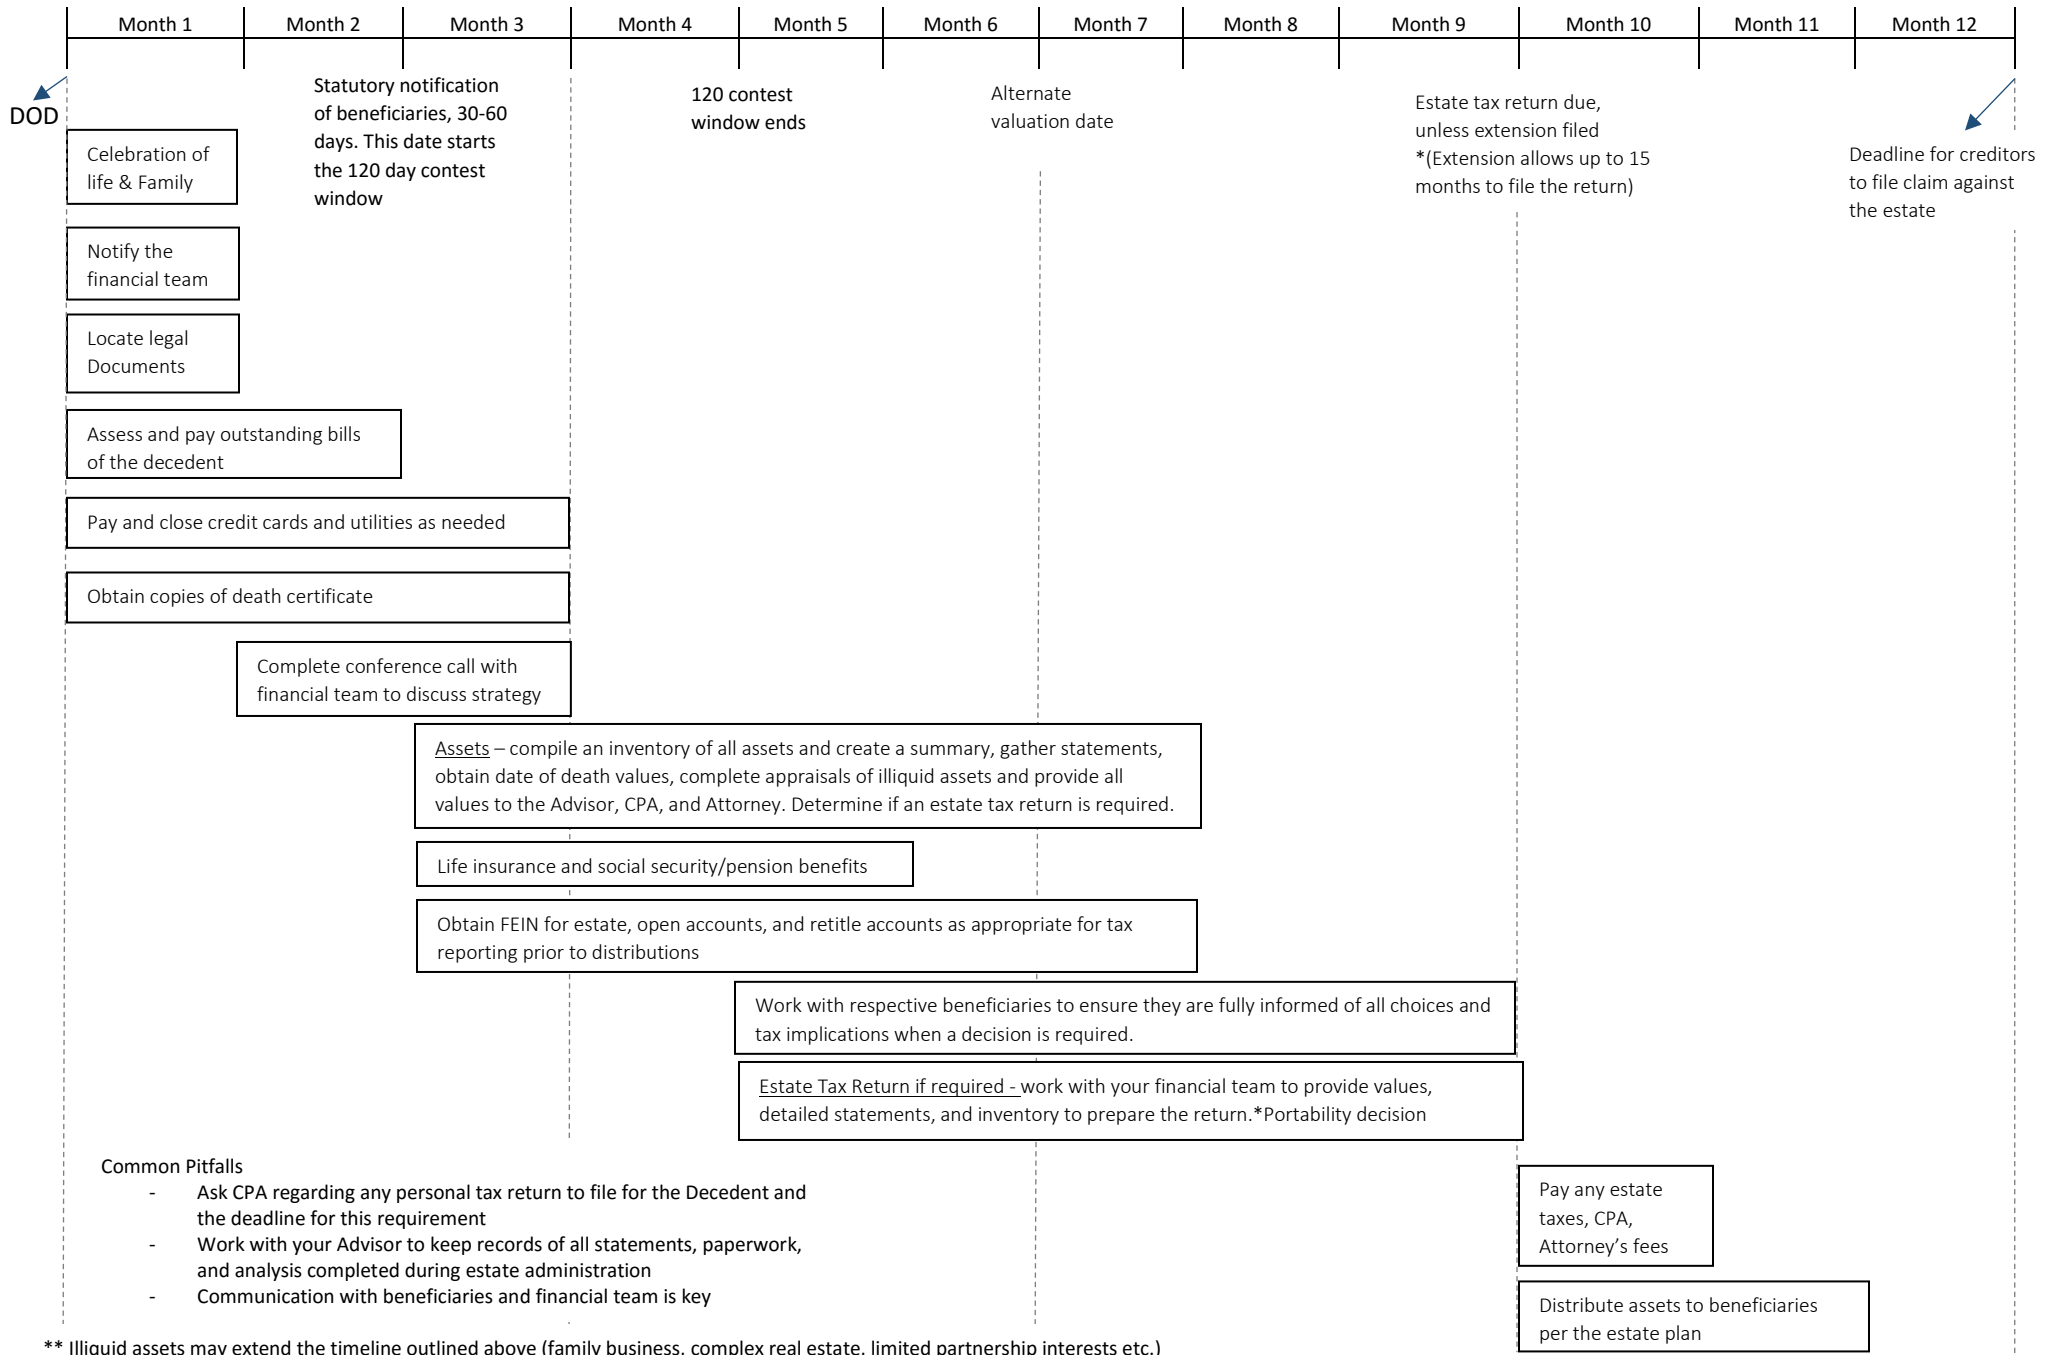 Month 1
Month 2
Month 3
Month 4
Month 5
Month 6
Month 7
Month 8
Month 9
Month 10
Month 11
Month 12
DOD
Statutory notification
of beneficiaries, 30-60
days. This date starts
the 120 day contest
window
120 contest
window ends
Alternate
valuation date
Estate tax return due,
unless extension filed
*(Extension allows up to 15
months to file the return)
Deadline for creditors
to file claim against
the estate
Celebration of
life & Family
Notify the
financial team
Locate legal
Documents
Assess and pay outstanding bills
of the decedent
Pay and close credit cards and utilities as needed
Obtain copies of death certificate
Complete conference call with
financial team to discuss strategy
Assets – compile an inventory of all assets and create a summary, gather statements,
obtain date of death values, complete appraisals of illiquid assets and provide all
values to the Advisor, CPA, and Attorney. Determine if an estate tax return is required.
Life insurance and social security/pension benefits
Obtain FEIN for estate, open accounts, and retitle accounts as appropriate for tax
reporting prior to distributions
Work with respective beneficiaries to ensure they are fully informed of all choices and
tax implications when a decision is required.
Estate Tax Return if required - work with your financial team to provide values,
detailed statements, and inventory to prepare the return.*Portability decision
Common Pitfalls
- Ask CPA regarding any personal tax return to file for the Decedent and
the deadline for this requirement
- Work with your Advisor to keep records of all statements, paperwork,
and analysis completed during estate administration
- Communication with beneficiaries and financial team is key
Pay any estate
taxes, CPA,
Attorney's fees
Distribute assets to beneficiaries
per the estate plan
** Illiquid assets may extend the timeline outlined above (family business, complex real estate, limited partnership interests etc.)